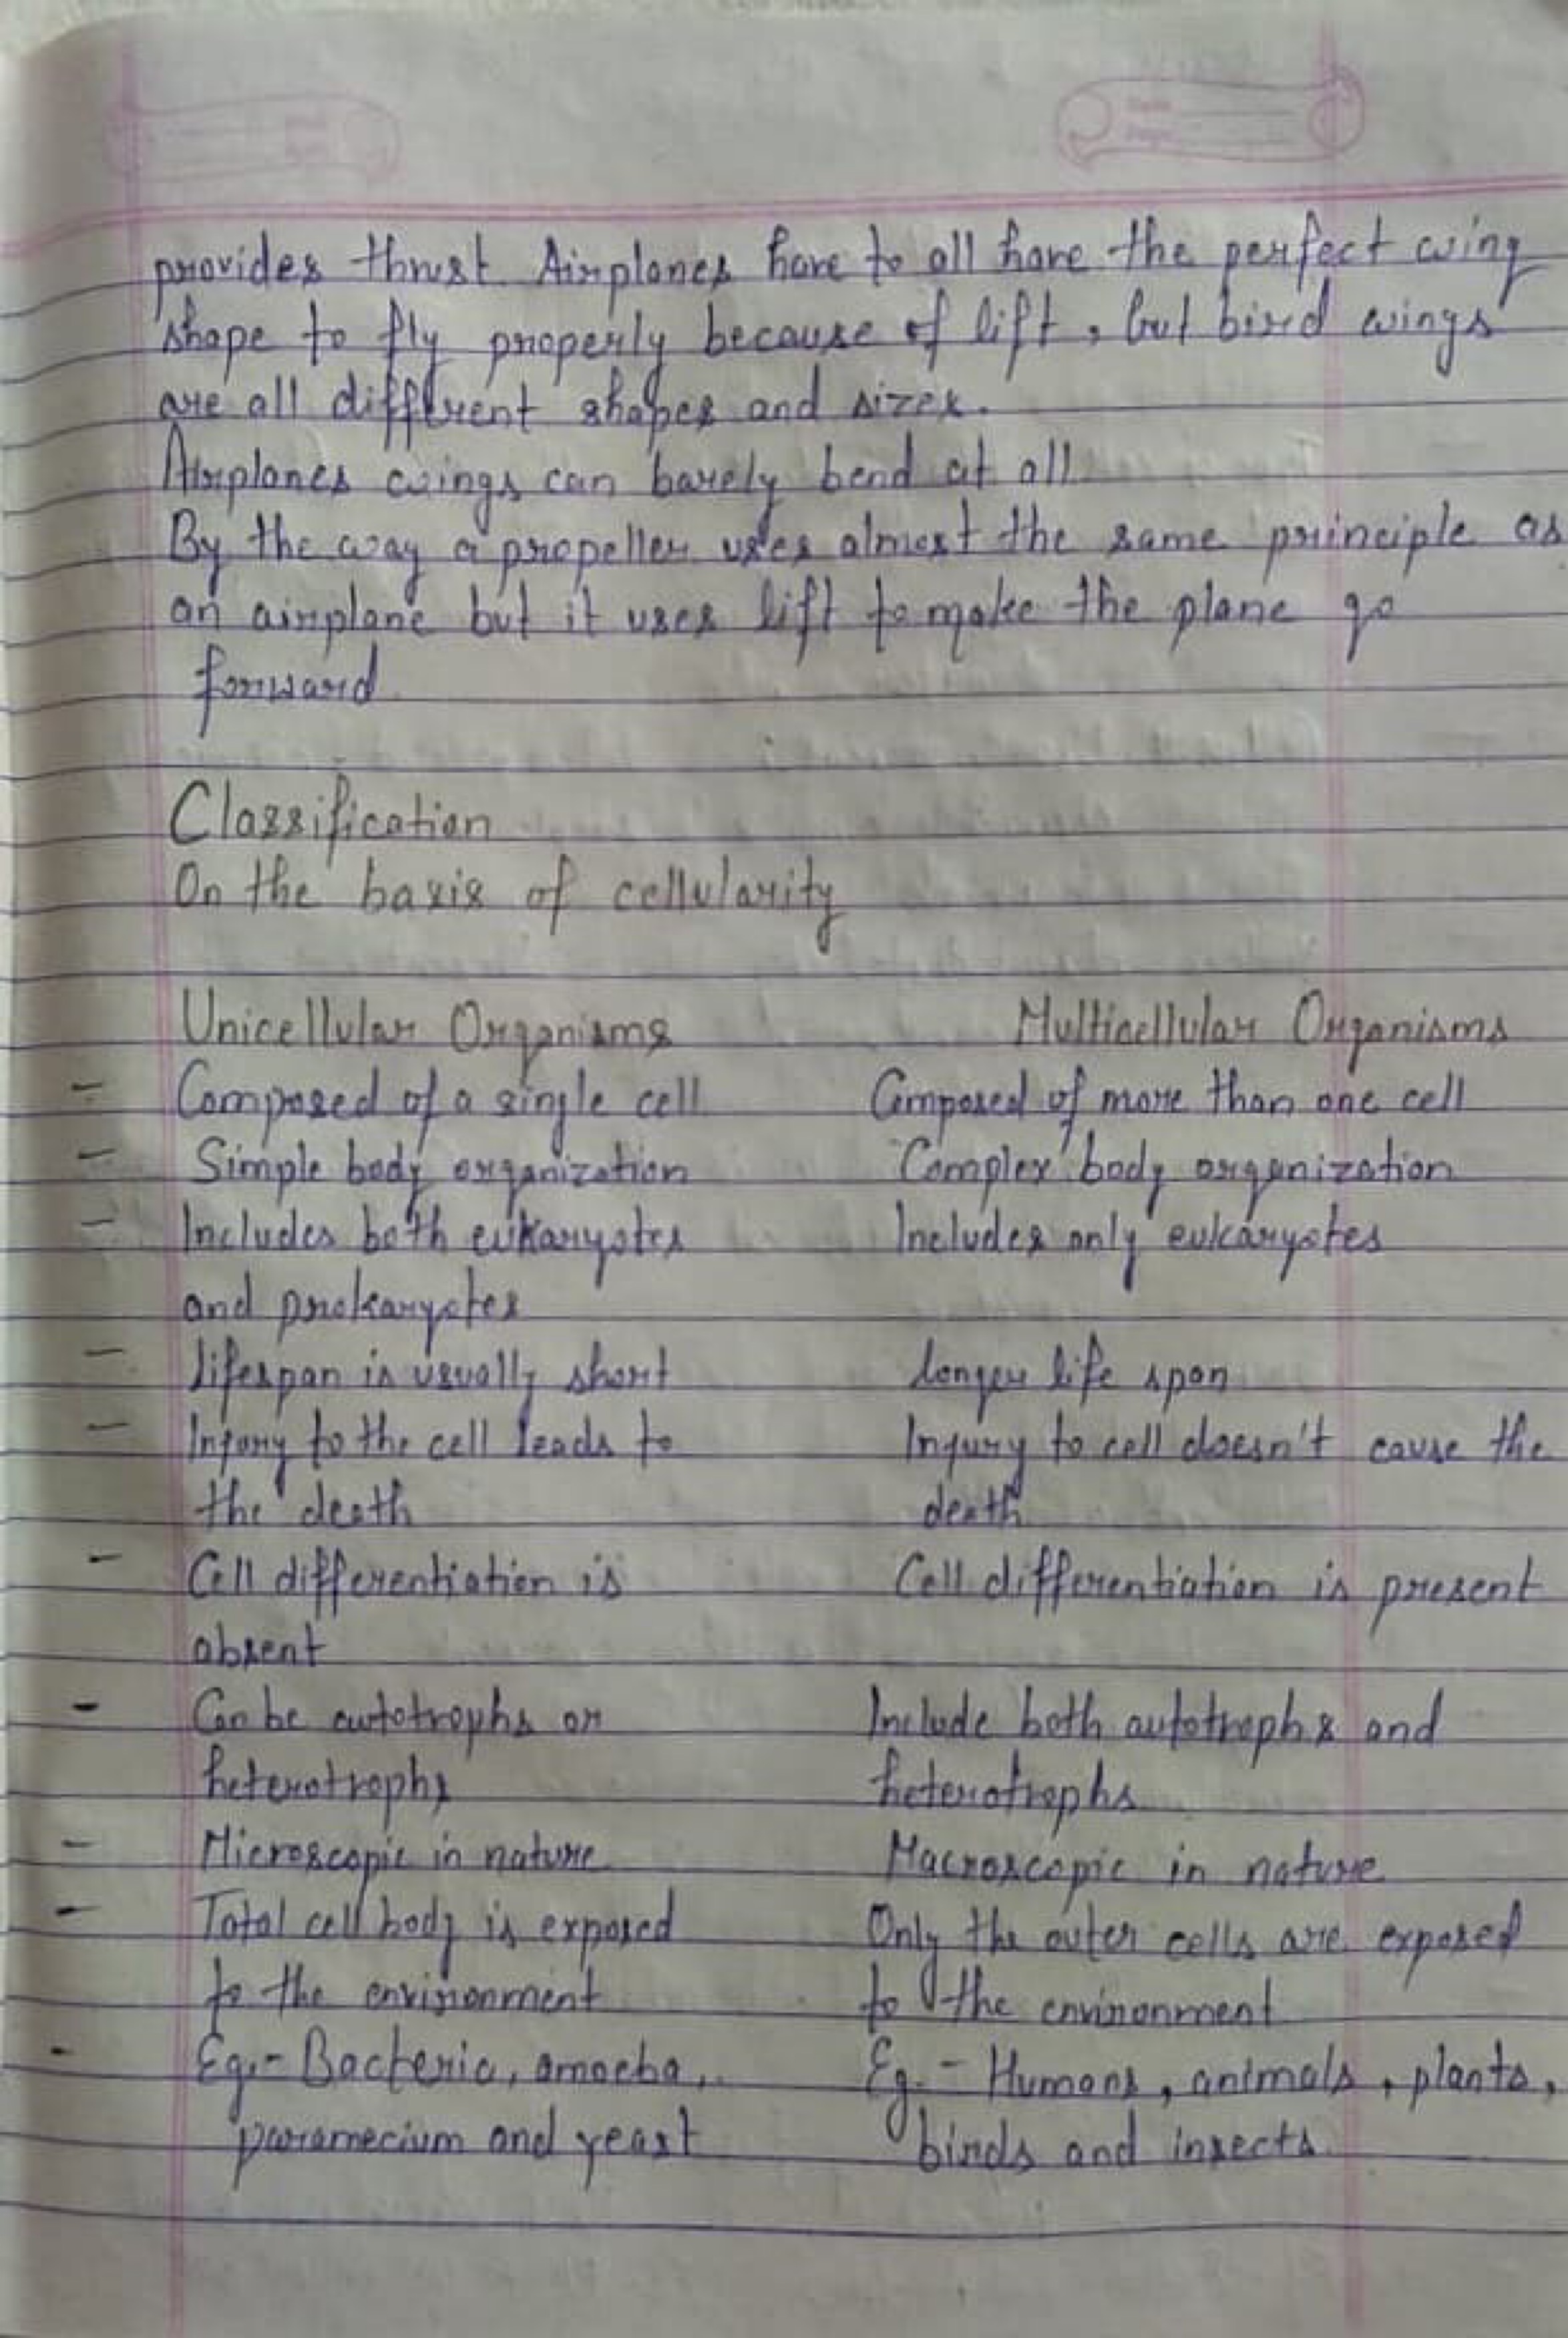 provides thrust. Airplanes have to all have the perfect wing
shape to fly properly because of lift, but bird wings
are all different shapes and sizes.
Airplanes wings can barely bend at all.
By the way a propeller uses almost the same principle as
an airplane but it uses lift to make the plane go
forward.
Classification
On the basis of cellularity
Unicellular Organisms Multicellular Organisms
- Composed of a single cell Composed of more than one cell
- Simple body organization Complex body organization
- Includes both eukaryotes Includes only eukaryotes
and prokaryotes
- lifespan is usually short longer life span
- Injury to the cell leads to Injury to cell doesn't cause the
the death death
- Cell differentiation is Cell differentiation is present
absent
- Can be autotrophs or Include both autotrophs and
heterotrophs heterotrophs
- Microscopic in nature Macroscopic in nature
- Total cell body is exposed Only the outer cells are exposed
to the environment to the environment
- Eg.- Bacteria, amoeba, Eg. - Humans, animals, plants,
paramecium and yeast birds and insects